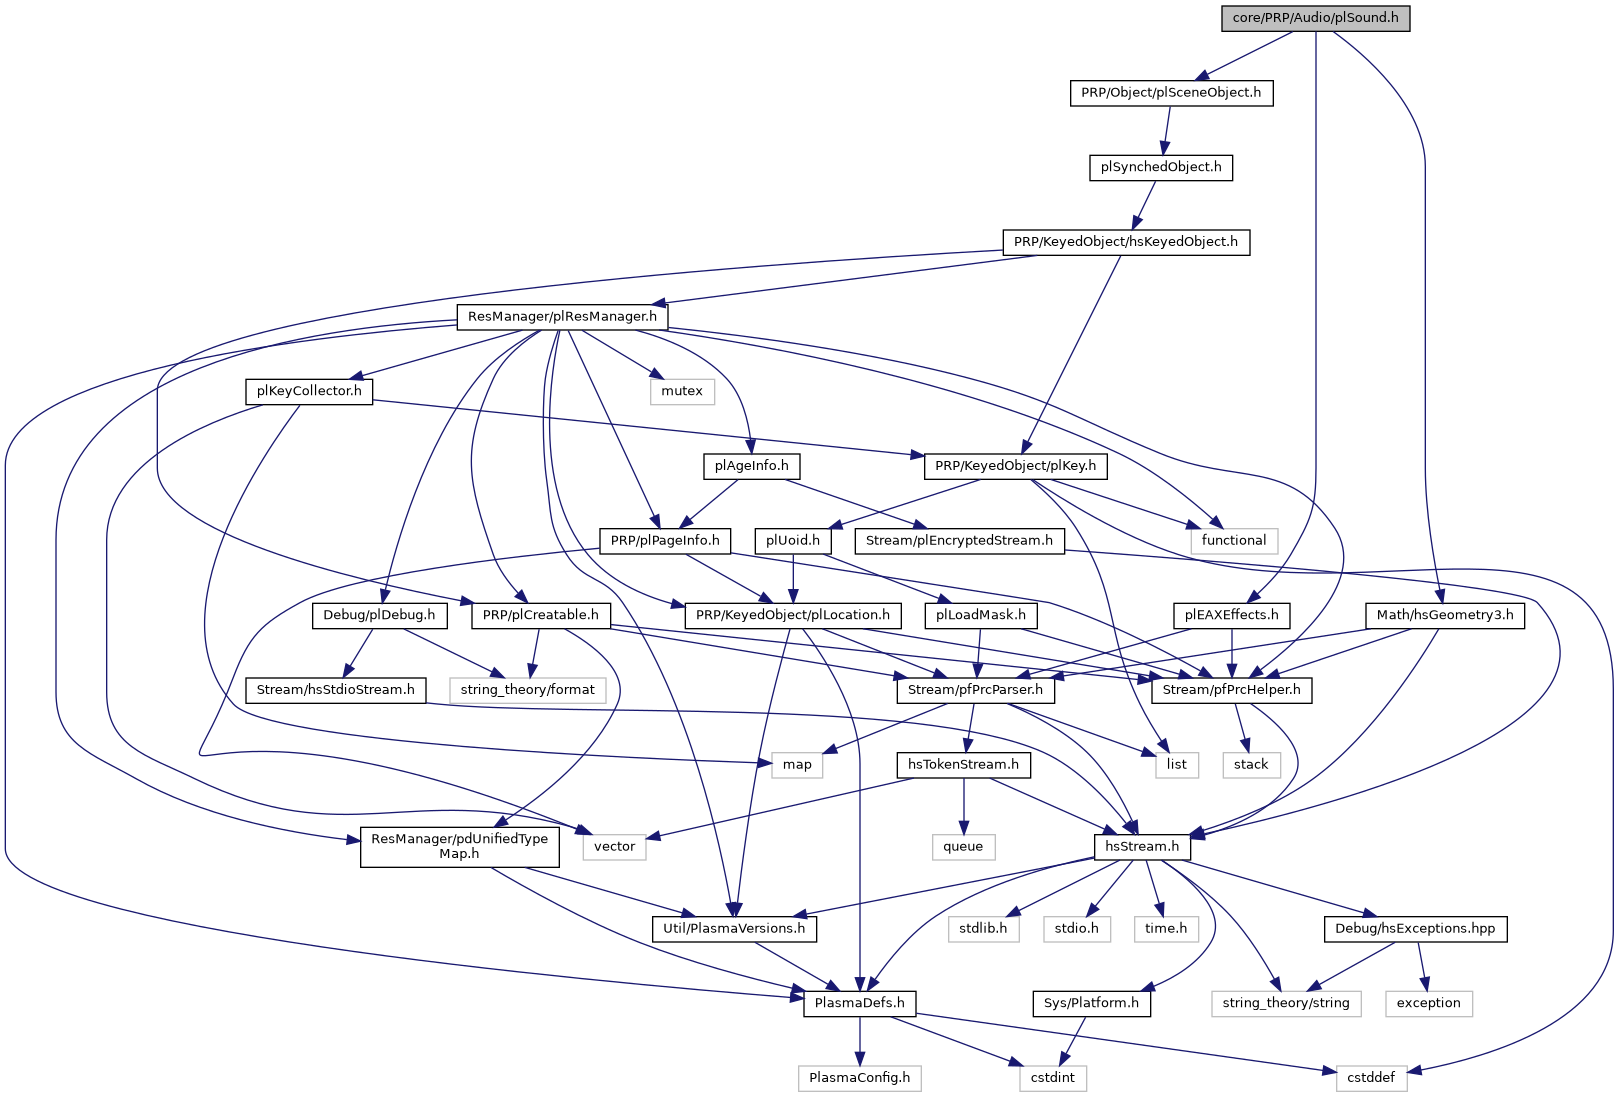 core/PRP/Audio/plSound.h
PRP/Object/plSceneObject.h
plSynchedObject.h
PRP/KeyedObject/hsKeyedObject.h
ResManager/plResManager.h
plKeyCollector.h
mutex
plAgeInfo.h
PRP/KeyedObject/plKey.h
PRP/plPageInfo.h
plUoid.h
Stream/plEncryptedStream.h
functional
Debug/plDebug.h
PRP/plCreatable.h
PRP/KeyedObject/plLocation.h
plLoadMask.h
plEAXEffects.h
Math/hsGeometry3.h
Stream/hsStdioStream.h
string_theory/format
Stream/pfPrcParser.h
Stream/pfPrcHelper.h
map
hsTokenStream.h
list
stack
ResManager/pdUnifiedType
Map.h
vector
queue
hsStream.h
Util/PlasmaVersions.h
stdlib.h
stdio.h
time.h
Debug/hsExceptions.hpp
PlasmaDefs.h
Sys/Platform.h
string_theory/string
exception
PlasmaConfig.h
cstdint
cstddef